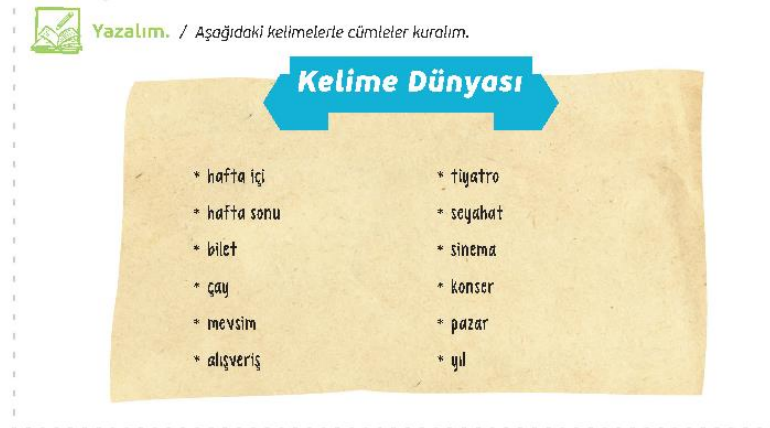 Yazalım. / Aşağıdaki kelimelerle cümleler kuralım.
Kelime Dünyası
* hafta içi
* hafta sonu
* bilet
* çay
* mevsim
* alışveriş
* tiyatro
* seyahat
* sinema
* konser
* pazar
* yıl